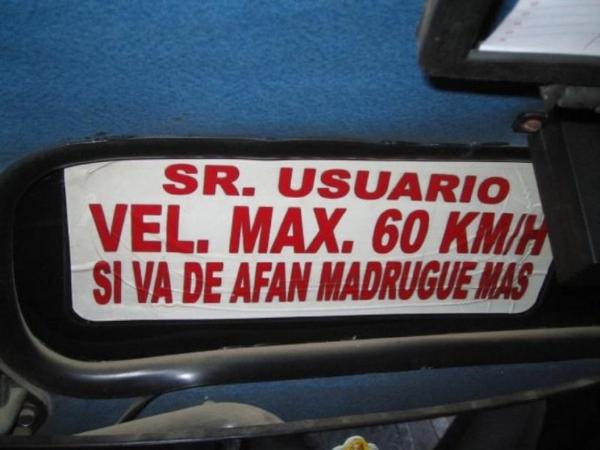 SR. USUARIO
VEL. MAX. 60 KM/H
SI VA DE AFAN MADRUGUE MAS